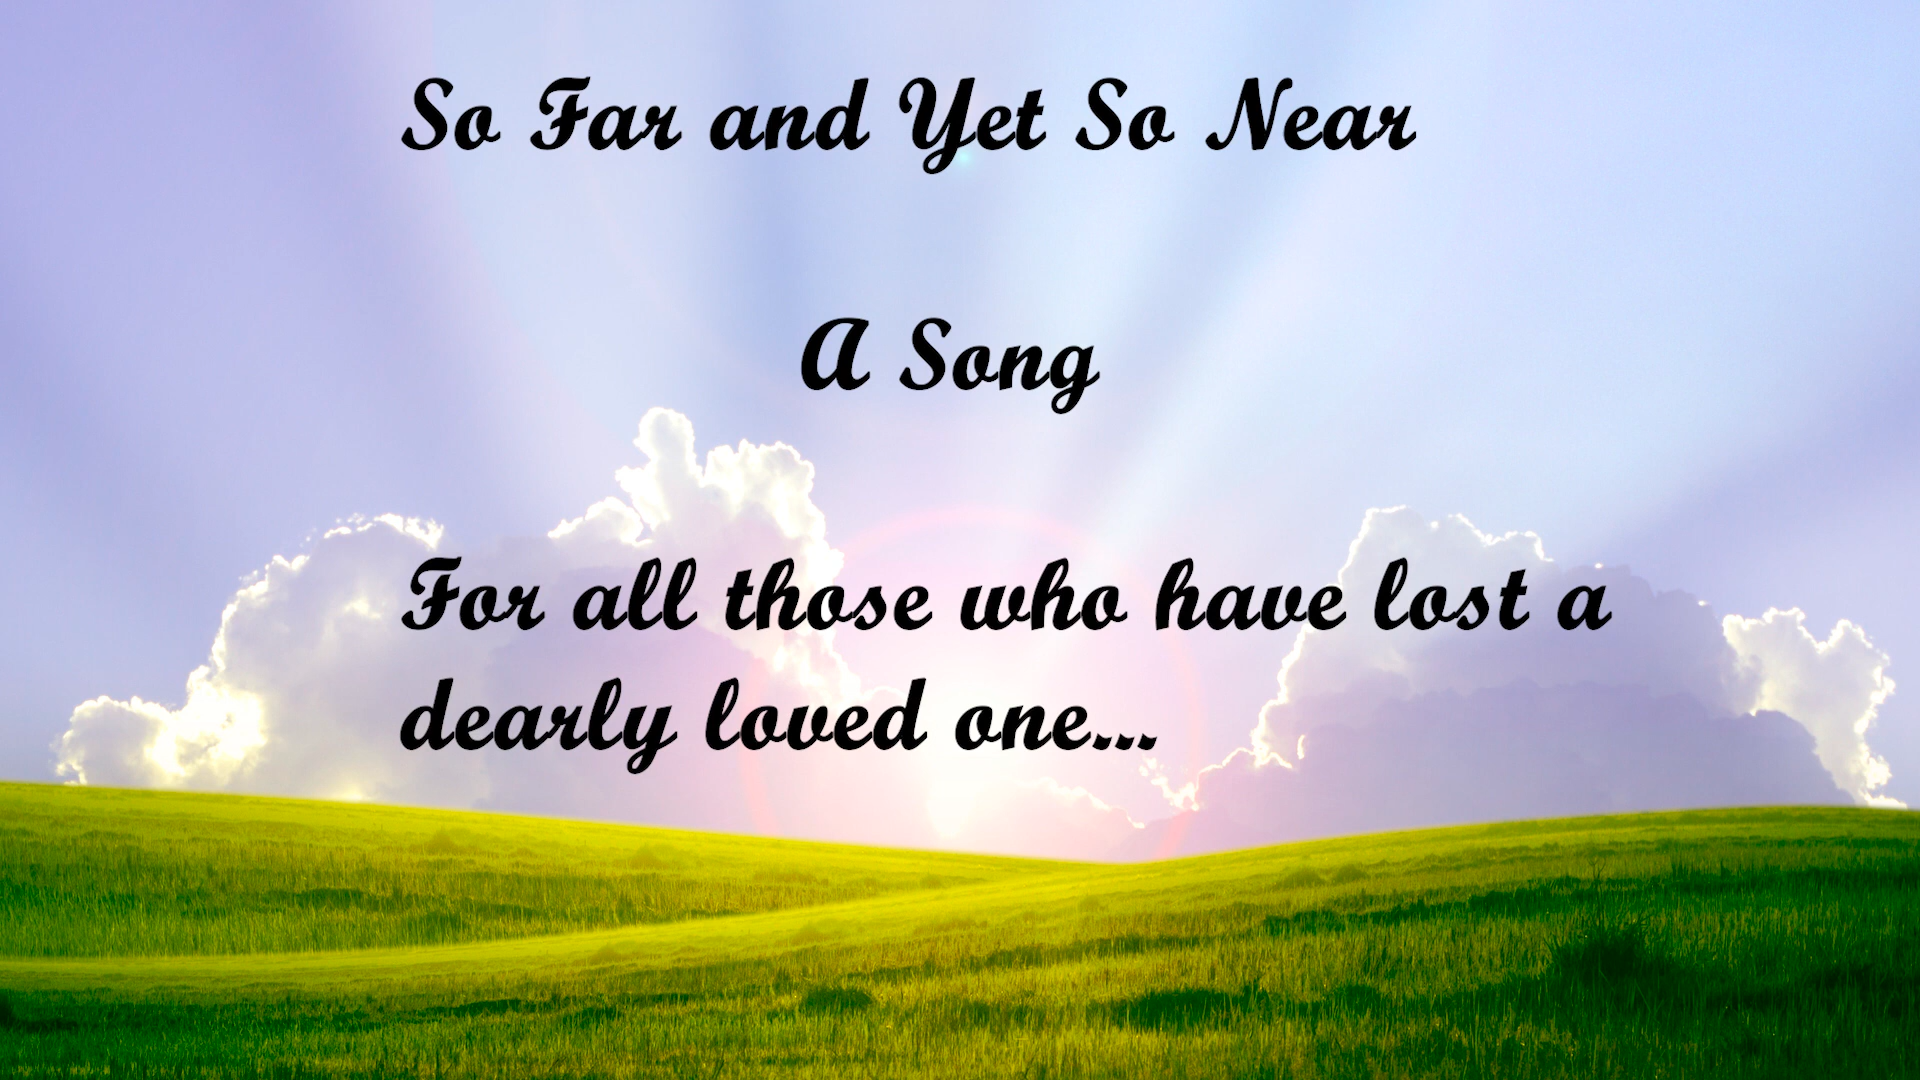 So Far and Yet So Near
A Song
For all those who have lost a
dearly loved one...